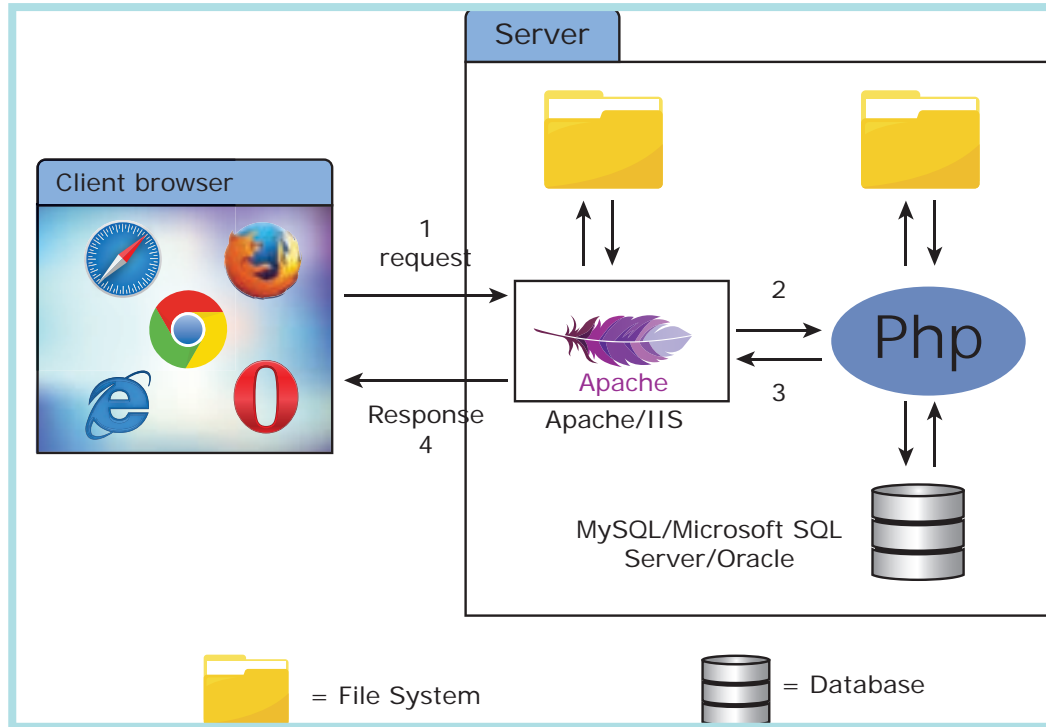 Server
Client browser
1
request
2
Php
Apache
3
Response
4
Apache/IIS
MySQL/Microsoft SQL
Server/Oracle
= File System
= Database